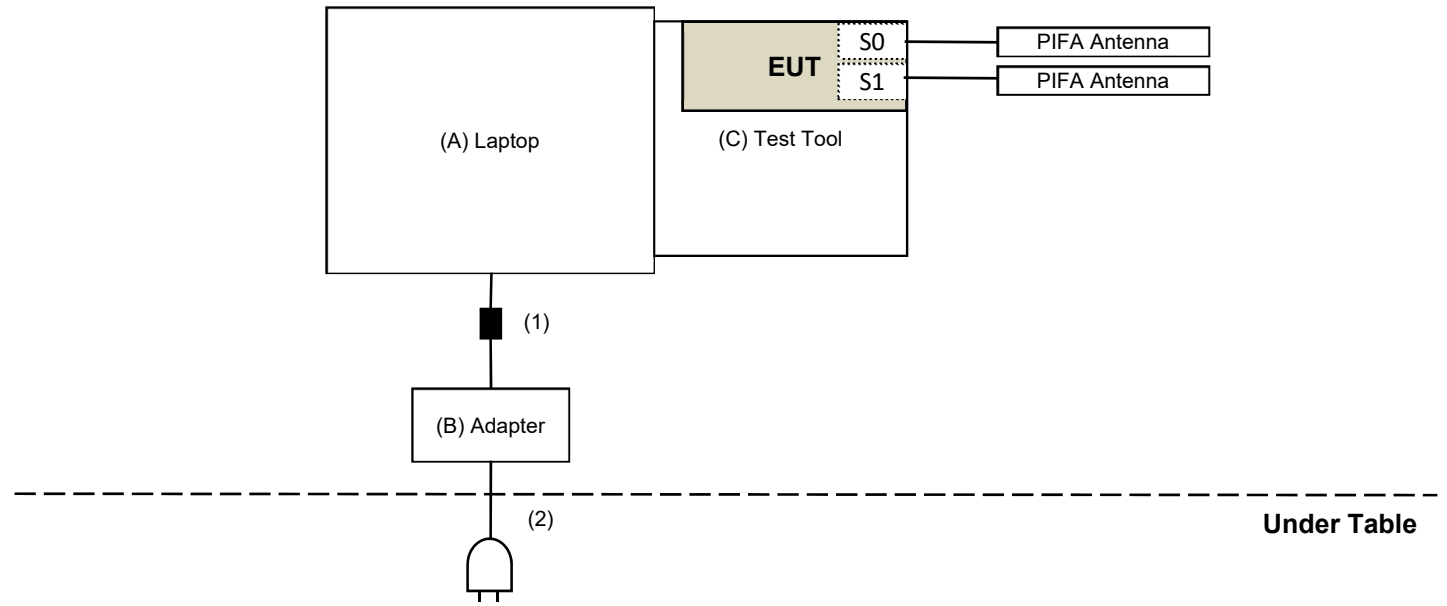 S0
PIFA Antenna
EUT
S1
PIFA Antenna
(A) Laptop
(C) Test Tool
(1)
(B) Adapter
(2)
Under Table